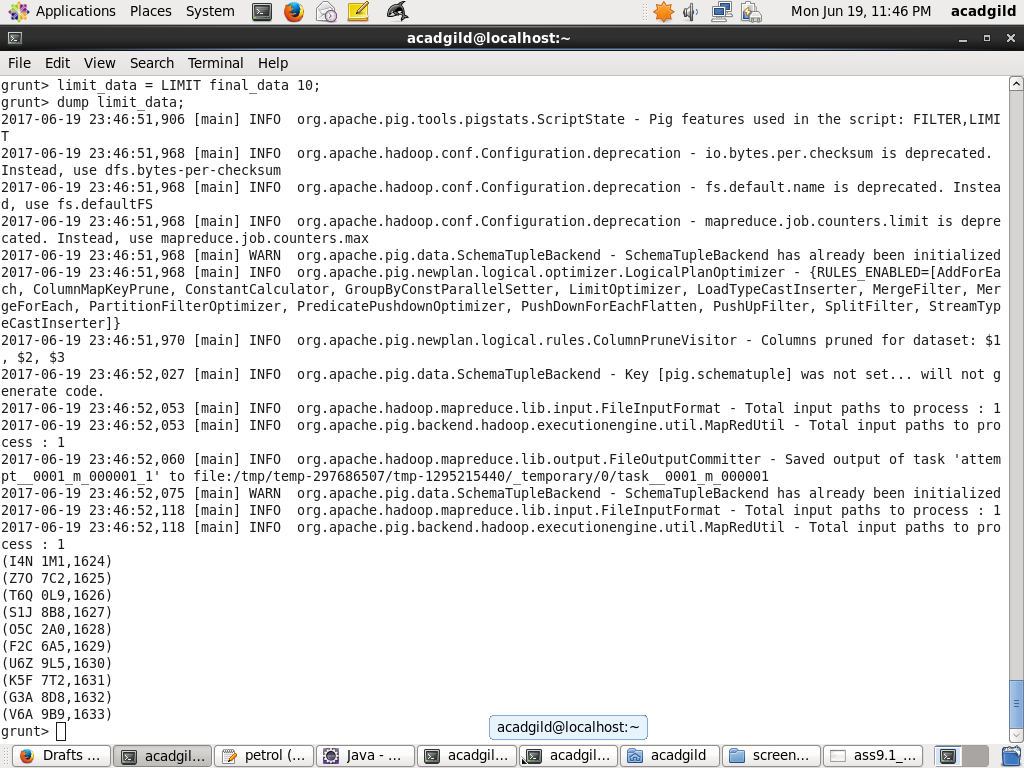 Applications Places System Mon Jun 19, 11:46 PM acadgild
acadgild@localhost:~
File Edit View Search Terminal Help
grunt> limit_data = LIMIT final_data 10;
grunt> dump limit_data;
2017-06-19 23:46:51,906 [main] INFO  org.apache.pig.tools.pigstats.ScriptState - Pig features used in the script: FILTER,LIMI
T
2017-06-19 23:46:51,968 [main] INFO  org.apache.hadoop.conf.Configuration.deprecation - io.bytes.per.checksum is deprecated.
Instead, use dfs.bytes-per-checksum
2017-06-19 23:46:51,968 [main] INFO  org.apache.hadoop.conf.Configuration.deprecation - fs.default.name is deprecated. Instea
d, use fs.defaultFS
2017-06-19 23:46:51,968 [main] INFO  org.apache.hadoop.conf.Configuration.deprecation - mapreduce.job.counters.limit is depre
cated. Instead, use mapreduce.job.counters.max
2017-06-19 23:46:51,968 [main] WARN  org.apache.pig.data.SchemaTupleBackend - SchemaTupleBackend has already been initialized
2017-06-19 23:46:51,968 [main] INFO  org.apache.pig.newplan.logical.optimizer.LogicalPlanOptimizer - {RULES_ENABLED=[AddForEa
ch, ColumnMapKeyPrune, ConstantCalculator, GroupByConstParallelSetter, LimitOptimizer, LoadTypeCastInserter, MergeFilter, Mer
geForEach, PartitionFilterOptimizer, PredicatePushdownOptimizer, PushDownForEachFlatten, PushUpFilter, SplitFilter, StreamTyp
eCastInserter]}
2017-06-19 23:46:51,970 [main] INFO  org.apache.pig.newplan.logical.rules.ColumnPruneVisitor - Columns pruned for dataset: $1
, $2, $3
2017-06-19 23:46:52,027 [main] INFO  org.apache.pig.data.SchemaTupleBackend - Key [pig.schematuple] was not set... will not g
enerate code.
2017-06-19 23:46:52,053 [main] INFO  org.apache.hadoop.mapreduce.lib.input.FileInputFormat - Total input paths to process : 1
2017-06-19 23:46:52,053 [main] INFO  org.apache.pig.backend.hadoop.executionengine.util.MapRedUtil - Total input paths to pro
cess : 1
2017-06-19 23:46:52,060 [main] INFO  org.apache.hadoop.mapreduce.lib.output.FileOutputCommitter - Saved output of task 'attem
pt__0001_m_000001_1' to file:/tmp/temp-297686507/tmp-1295215440/_temporary/0/task__0001_m_000001
2017-06-19 23:46:52,075 [main] WARN  org.apache.pig.data.SchemaTupleBackend - SchemaTupleBackend has already been initialized
2017-06-19 23:46:52,118 [main] INFO  org.apache.hadoop.mapreduce.lib.input.FileInputFormat - Total input paths to process : 1
2017-06-19 23:46:52,118 [main] INFO  org.apache.pig.backend.hadoop.executionengine.util.MapRedUtil - Total input paths to pro
cess : 1
(I4N 1M1,1624)
(Z7O 7C2,1625)
(T6Q 0L9,1626)
(S1J 8B8,1627)
(O5C 2A0,1628)
(F2C 6A5,1629)
(U6Z 9L5,1630)
(K5F 7T2,1631)
(G3A 8D8,1632)
(V6A 9B9,1633)
grunt>
acadgild@localhost:~
Drafts ... acadgil... petrol (... Java - ... acadgil... acadgil... acadgild screen... ass9.1_...